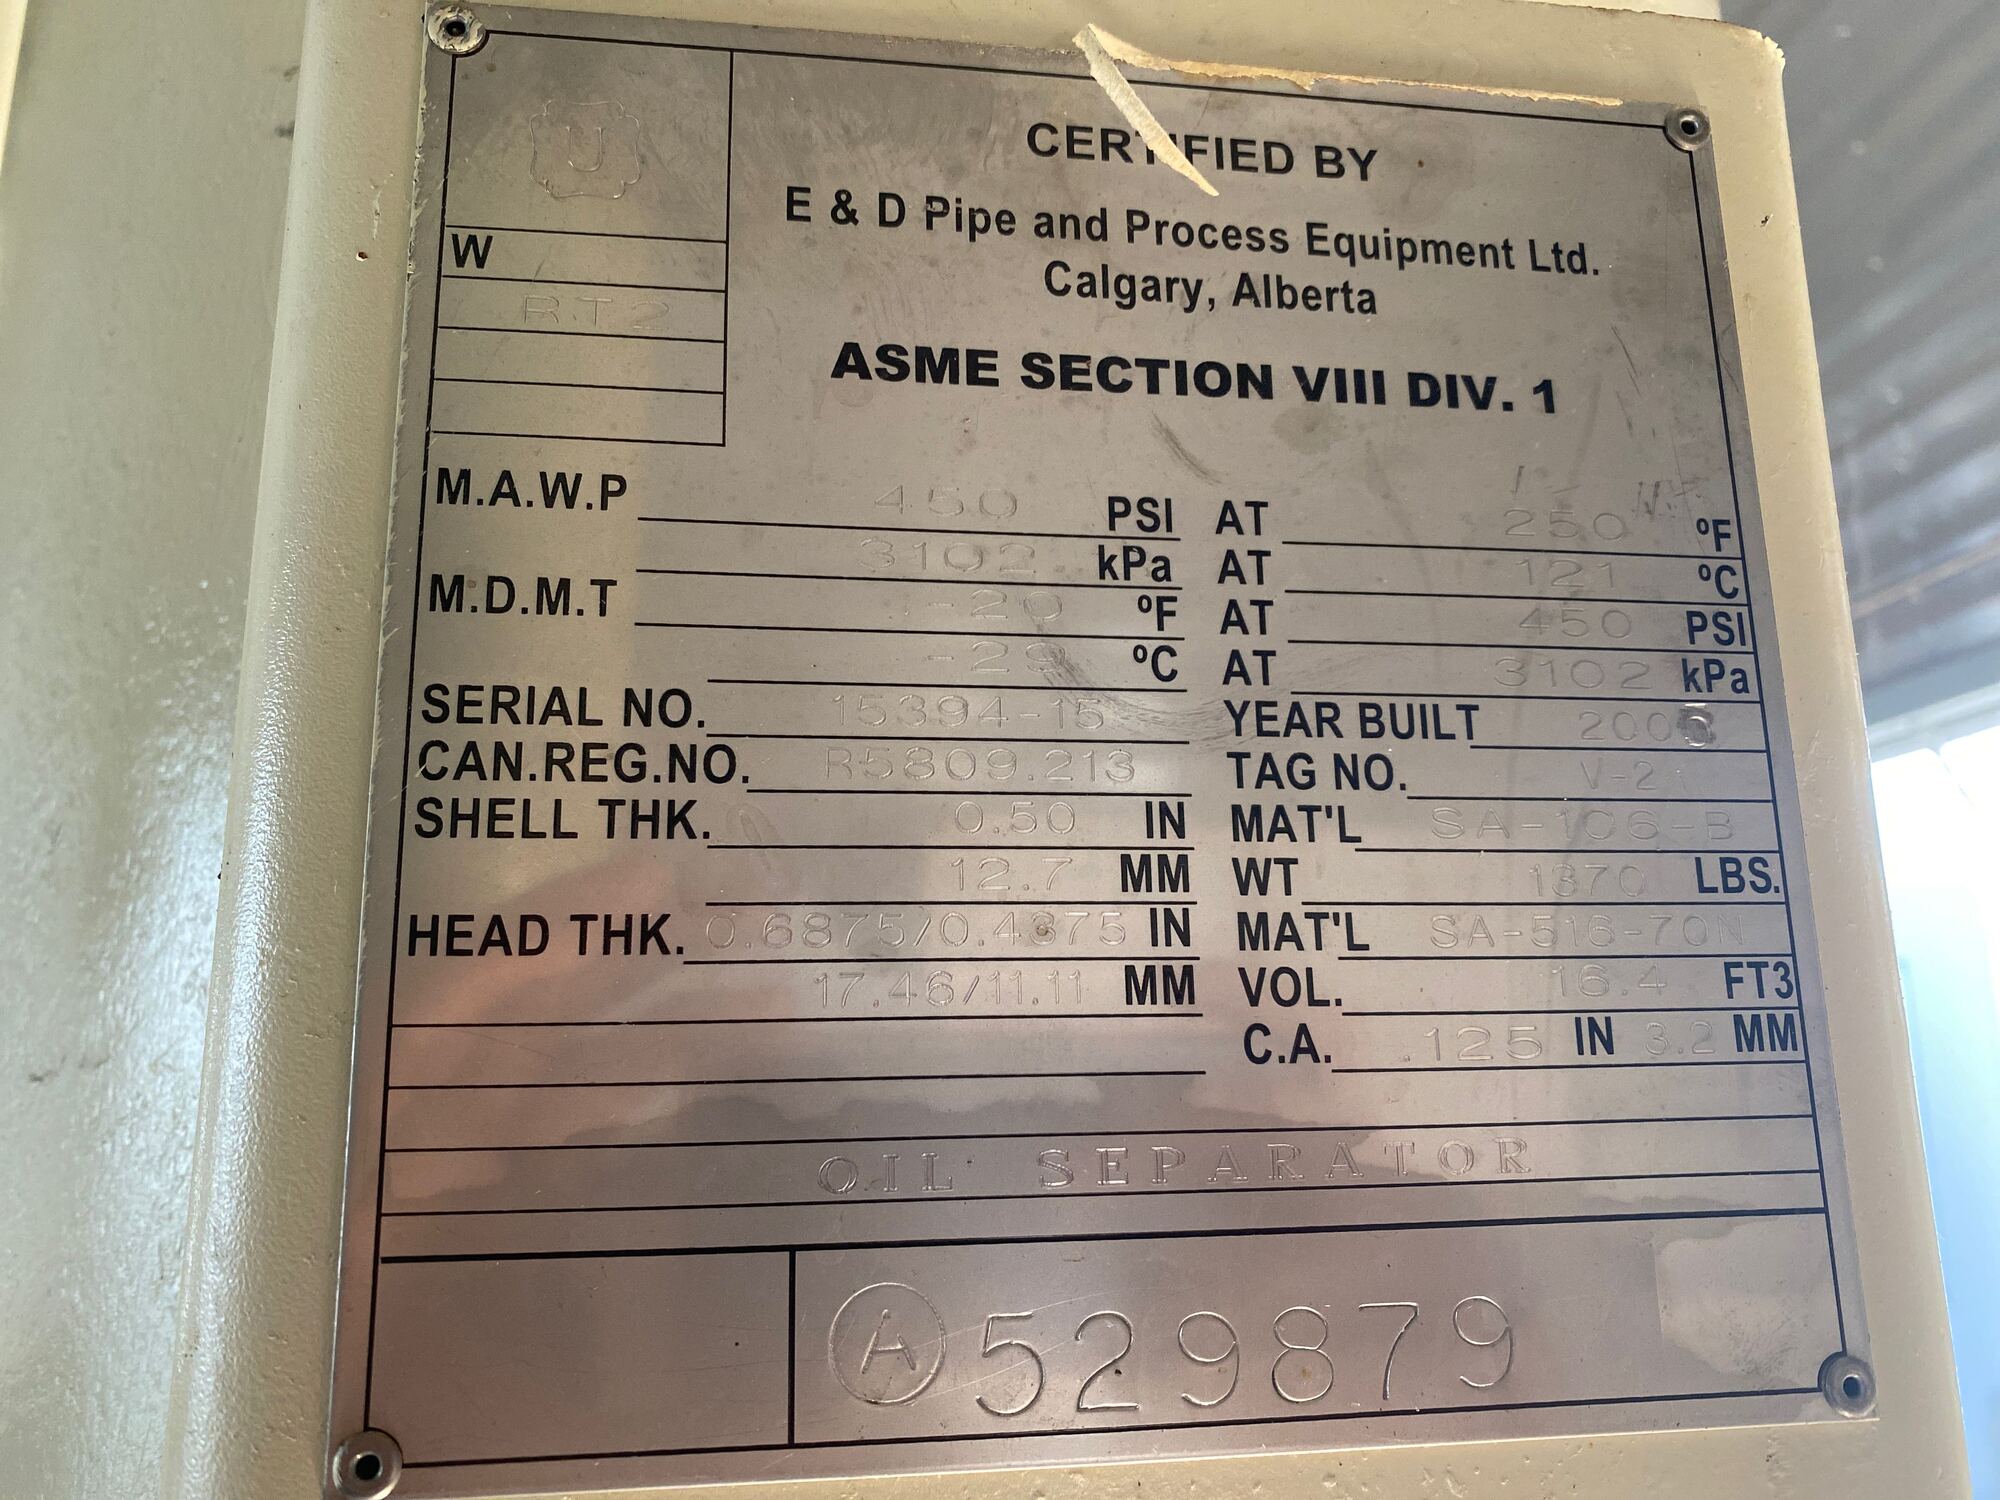 U
CERTIFIED BY
E & D Pipe and Process Equipment Ltd.
Calgary, Alberta
W
RT2
ASME SECTION VIII DIV. 1
M.A.W.P 450 PSI AT 250 ºF
3102 kPa AT 121 ºC
M.D.M.T -20 ºF AT 450 PSI
-29 ºC AT 3102 kPa
SERIAL NO. 15394-15 YEAR BUILT
CAN.REG.NO. R5809.213 TAG NO. V-2
SHELL THK. 0.50 IN MAT'L SA-106-B
12.7 MM WT 1370 LBS.
HEAD THK. 0.6875/0.4375 IN MAT'L SA-516-70N
17.46/11.11 MM VOL. 16.4 FT3
C.A. .125 IN 3.2 MM
OIL SEPARATOR
A 529879